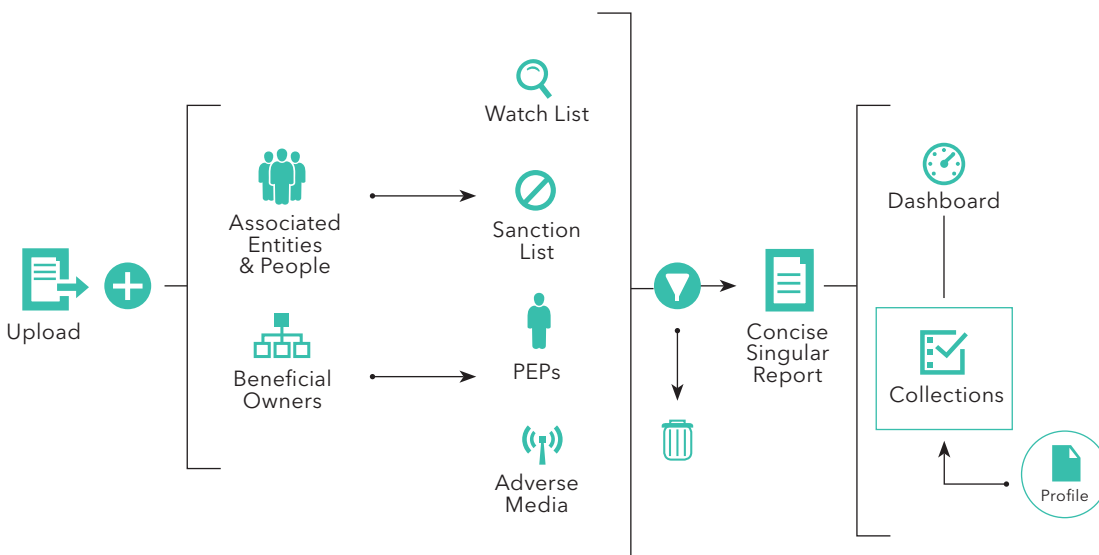 Upload
Associated
Entities
& People
Beneficial
Owners
Watch List
Sanction
List
PEPs
Adverse
Media
Concise
Singular
Report
Dashboard
Collections
Profile